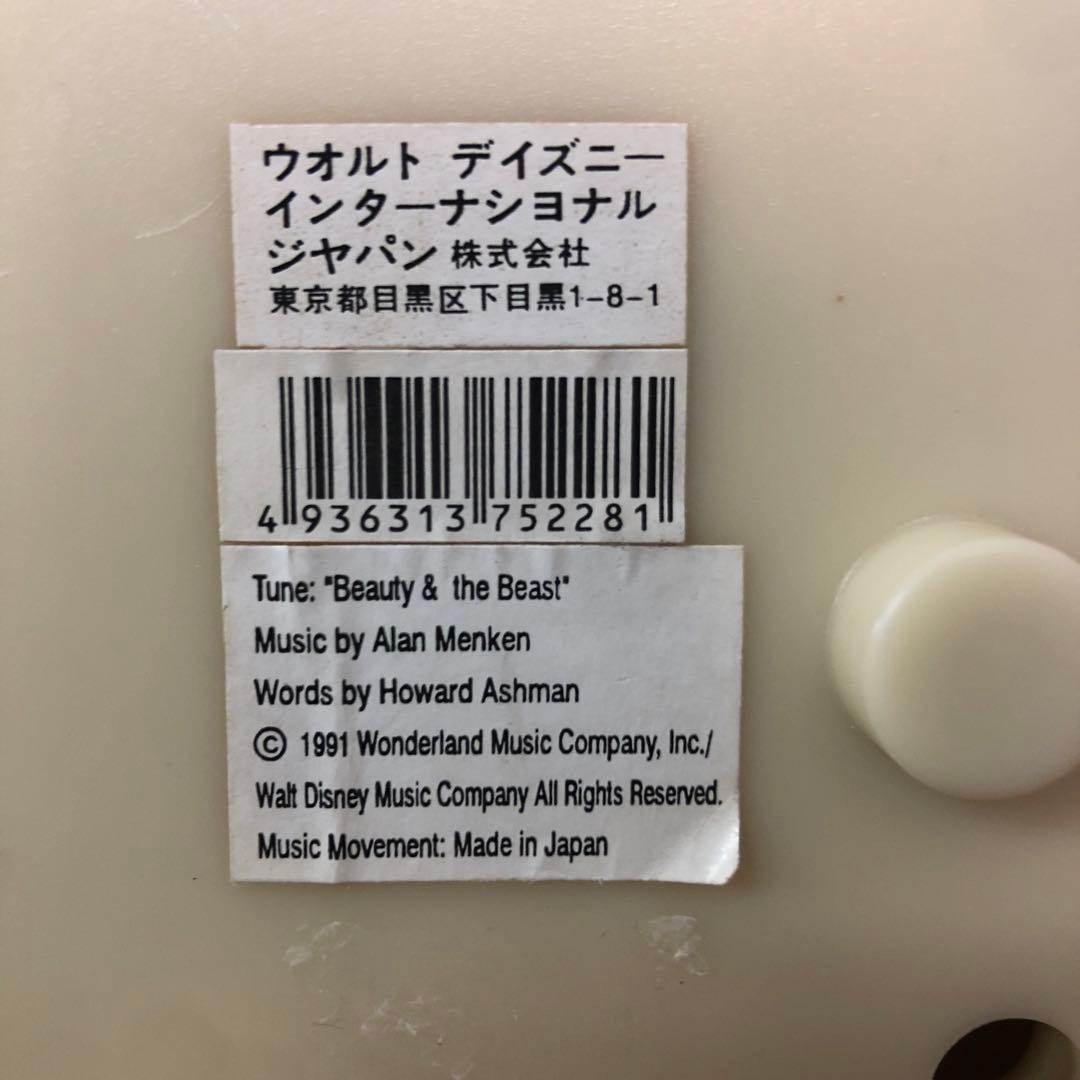 ウオルト デイズニー
インターナシヨナル
ジヤパン 株式会社
東京都目黒区下目黒1-8-1
4 936313 752281
Tune: "Beauty & the Beast"
Music by Alan Menken
Words by Howard Ashman
© 1991 Wonderland Music Company, Inc./
Walt Disney Music Company All Rights Reserved.
Music Movement: Made in Japan